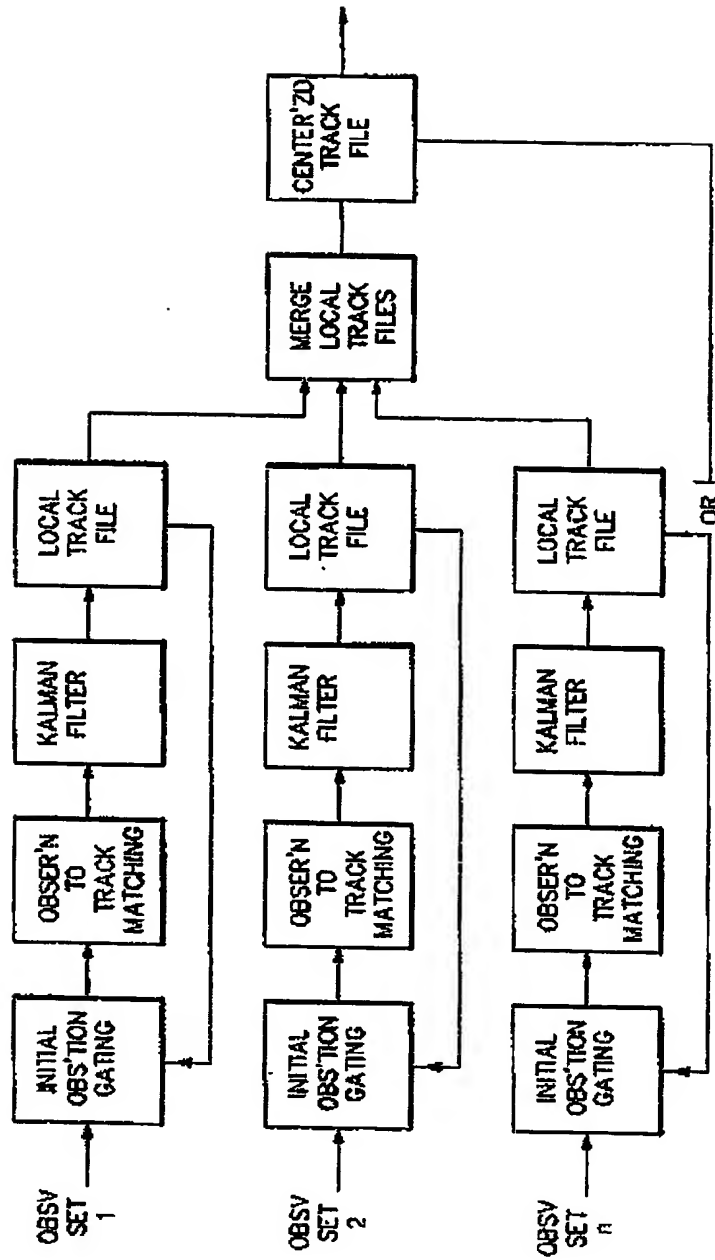 OBSV
SET
1
INITIAL
OBS'TION
GATING
OBSER'N
TO
TRACK
MATCHING
KALMAN
FILTER
LOCAL
TRACK
FILE
OBSV
SET
2
INITIAL
OBS'TION
GATING
OBSER'N
TO
TRACK
MATCHING
KALMAN
FILTER
LOCAL
TRACK
FILE
MERGE
LOCAL
TRACK
FILES
CENTER'ZD
TRACK
FILE
OBSV
SET
n
INITIAL
OBS'TION
GATING
OBSER'N
TO
TRACK
MATCHING
KALMAN
FILTER
LOCAL
TRACK
FILE
OR